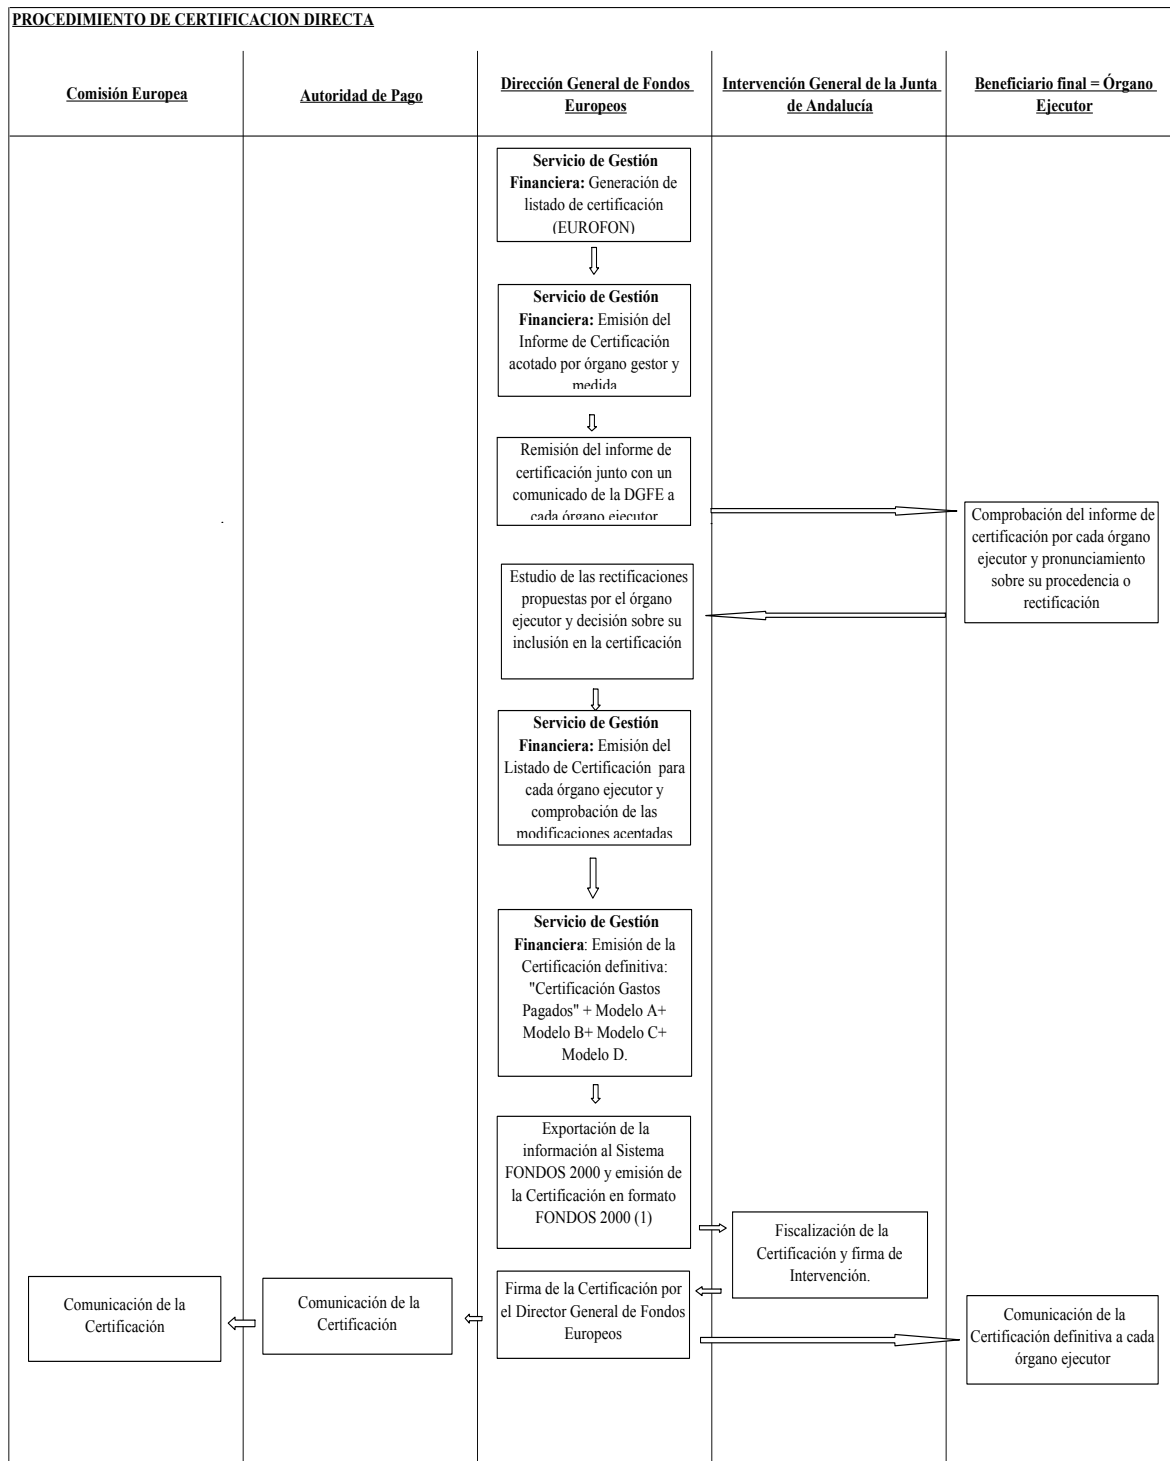 PROCEDIMIENTO DE CERTIFICACION DIRECTA
Comisión Europea
Autoridad de Pago
Dirección General de Fondos
Europeos
Intervención General de la Junta
de Andalucía
Beneficiario final = Órgano
Ejecutor
Servicio de Gestión
Financiera: Generación de
listado de certificación
(EUROFON)
Servicio de Gestión
Financiera: Emisión del
Informe de Certificación
acotado por órgano gestor y
medida
Remisión del informe de
certificación junto con un
comunicado de la DGFE a
cada órgano ejecutor
Comprobación del informe de
certificación por cada órgano
ejecutor y pronunciamiento
sobre su procedencia o
rectificación
Estudio de las rectificaciones
propuestas por el órgano
ejecutor y decisión sobre su
inclusión en la certificación
Servicio de Gestión
Financiera: Emisión del
Listado de Certificación para
cada órgano ejecutor y
comprobación de las
modificaciones aceptadas
Servicio de Gestión
Financiera: Emisión de la
Certificación definitiva:
"Certificación Gastos
Pagados" + Modelo A+
Modelo B+ Modelo C+
Modelo D.
Exportación de la
información al Sistema
FONDOS 2000 y emisión de
la Certificación en formato
FONDOS 2000 (1)
Fiscalización de la
Certificación y firma de
Intervención.
Firma de la Certificación por
el Director General de Fondos
Europeos
Comunicación de la
Certificación
Comunicación de la
Certificación
Comunicación de la
Certificación definitiva a cada
órgano ejecutor